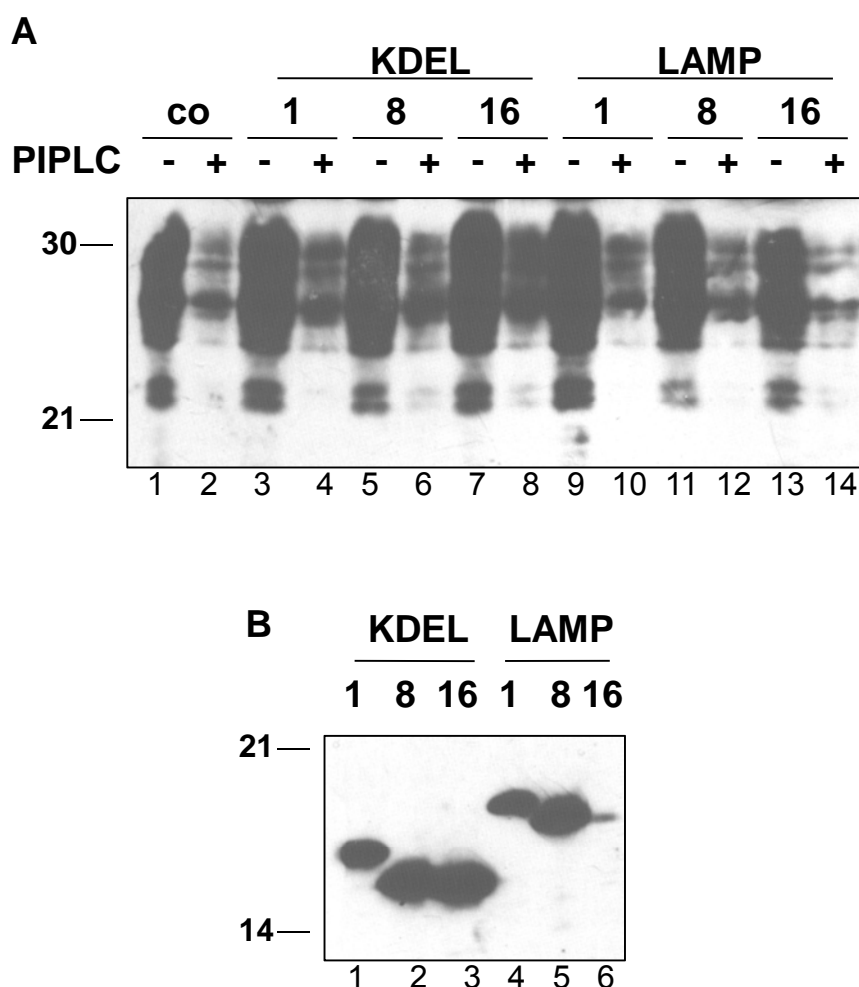 A
KDEL LAMP
co 1 8 16 1 8 16
PIPLC - + - + - + - + - + - + - +
30
21
1 2 3 4 5 6 7 8 9 10 11 12 13 14
B
KDEL LAMP
1 8 16 1 8 16
21
14
1 2 3 4 5 6